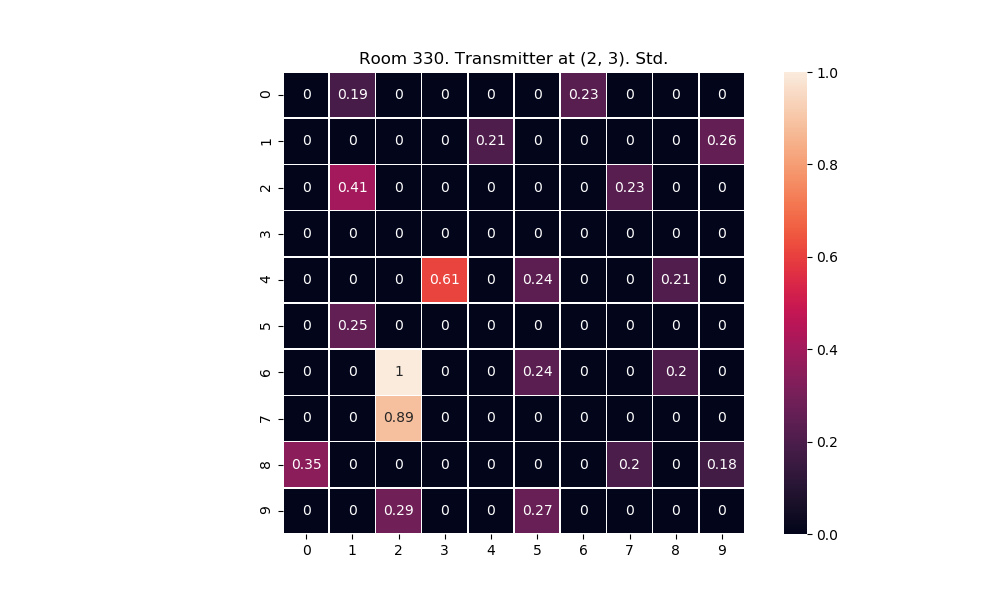 Room 330. Transmitter at (2, 3). Std.
0 0 0.19 0 0 0 0 0.23 0 0 0
1 0 0 0 0 0.21 0 0 0 0 0.26
2 0 0.41 0 0 0 0 0 0.23 0 0
3 0 0 0 0 0 0 0 0 0 0
4 0 0 0 0.61 0 0.24 0 0 0.21 0
5 0 0.25 0 0 0 0 0 0 0 0
6 0 0 1 0 0 0.24 0 0 0.2 0
7 0 0 0.89 0 0 0 0 0 0 0
8 0.35 0 0 0 0 0 0 0.2 0 0.18
9 0 0 0.29 0 0 0.27 0 0 0 0
0 1 2 3 4 5 6 7 8 9
1.0
0.8
0.6
0.4
0.2
0.0